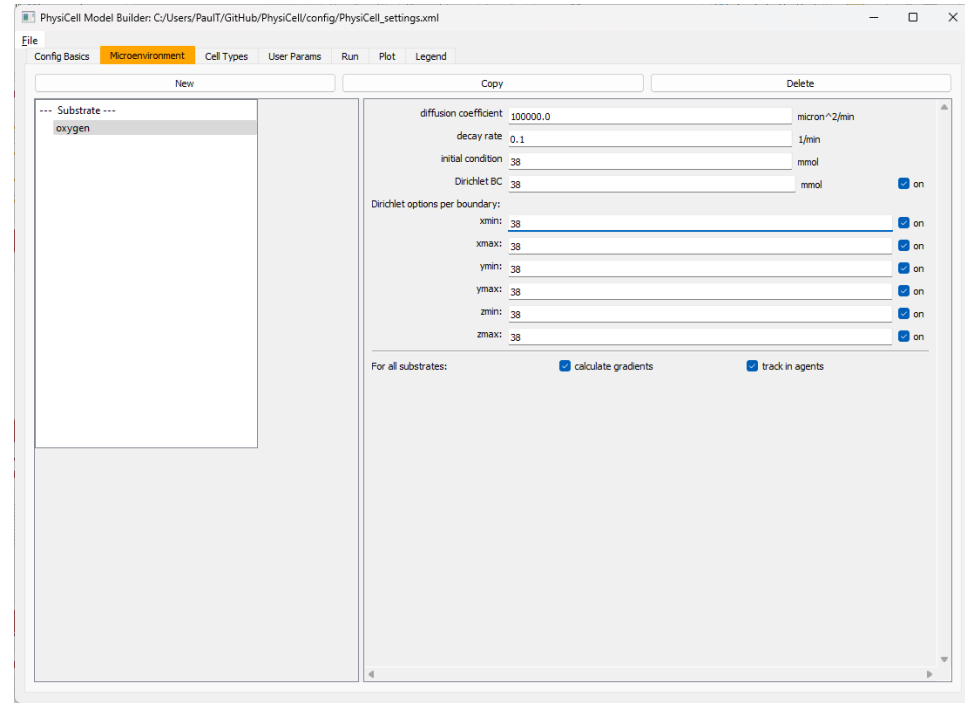 PhysiCell Model Builder: C:/Users/PaulT/GitHub/PhysiCell/config/PhysiCell_settings.xml
File
Config Basics Microenvironment Cell Types User Params Run Plot Legend
New Copy Delete
--- Substrate ---
oxygen
diffusion coefficient 100000.0 micron^2/min
decay rate 0.1 1/min
initial condition 38 mmol
Dirichlet BC 38 mmol on
Dirichlet options per boundary:
xmin: 38 on
xmax: 38 on
ymin: 38 on
ymax: 38 on
zmin: 38 on
zmax: 38 on
For all substrates: calculate gradients track in agents